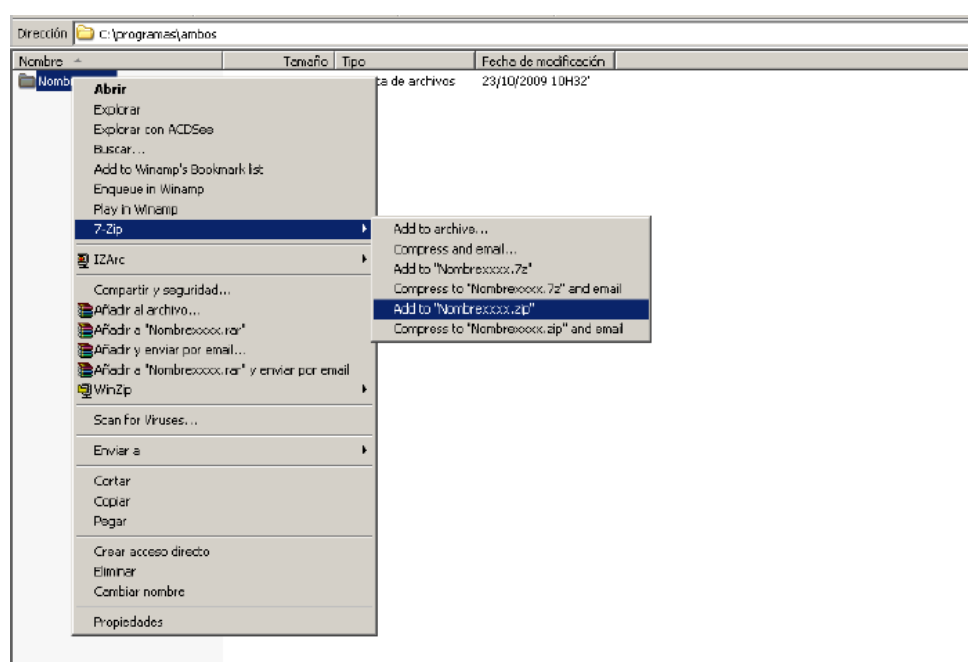 Dirección C:\programas\ambos
Nombre Tamaño Tipo Fecha de modificación
Nomb ta de archivos 23/10/2009 10H32'
Abrir
Explorar
Explorar con ACDSee
Buscar...
Add to Winamp's Bookmark list
Enqueue in Winamp
Play in Winamp
7-Zip
IZArc
Compartir y seguridad...
Añadir al archivo...
Añadir a "Nombrexxxx.rar"
Añadir y enviar por email...
Añadir a "Nombrexxxx.rar" y enviar por email
WinZip
Scan for Viruses...
Enviar a
Cortar
Copiar
Pegar
Crear acceso directo
Eliminar
Cambiar nombre
Propiedades
Add to archive...
Compress and email...
Add to "Nombrexxxx.7z"
Compress to "Nombrexxxx.7z" and email
Add to "Nombrexxxx.zip"
Compress to "Nombrexxxx.zip" and email